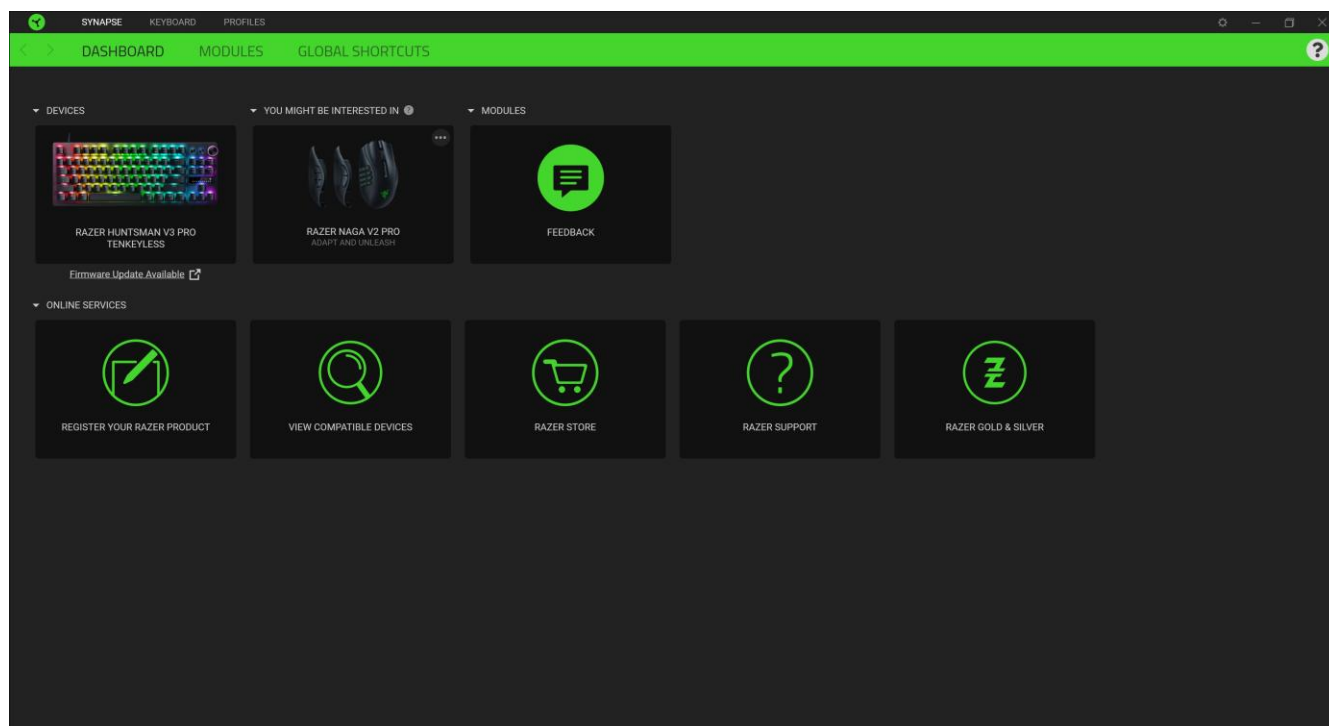 SYNAPSE KEYBOARD PROFILES
DASHBOARD MODULES GLOBAL SHORTCUTS
?
DEVICES
YOU MIGHT BE INTERESTED IN ?
MODULES
RAZER HUNTSMAN V3 PRO
TENKEYLESS
RAZER NAGA V2 PRO
ADAPT AND UNLEASH
FEEDBACK
Firmware Update Available
ONLINE SERVICES
REGISTER YOUR RAZER PRODUCT
VIEW COMPATIBLE DEVICES
RAZER STORE
?
RAZER SUPPORT
RAZER GOLD & SILVER